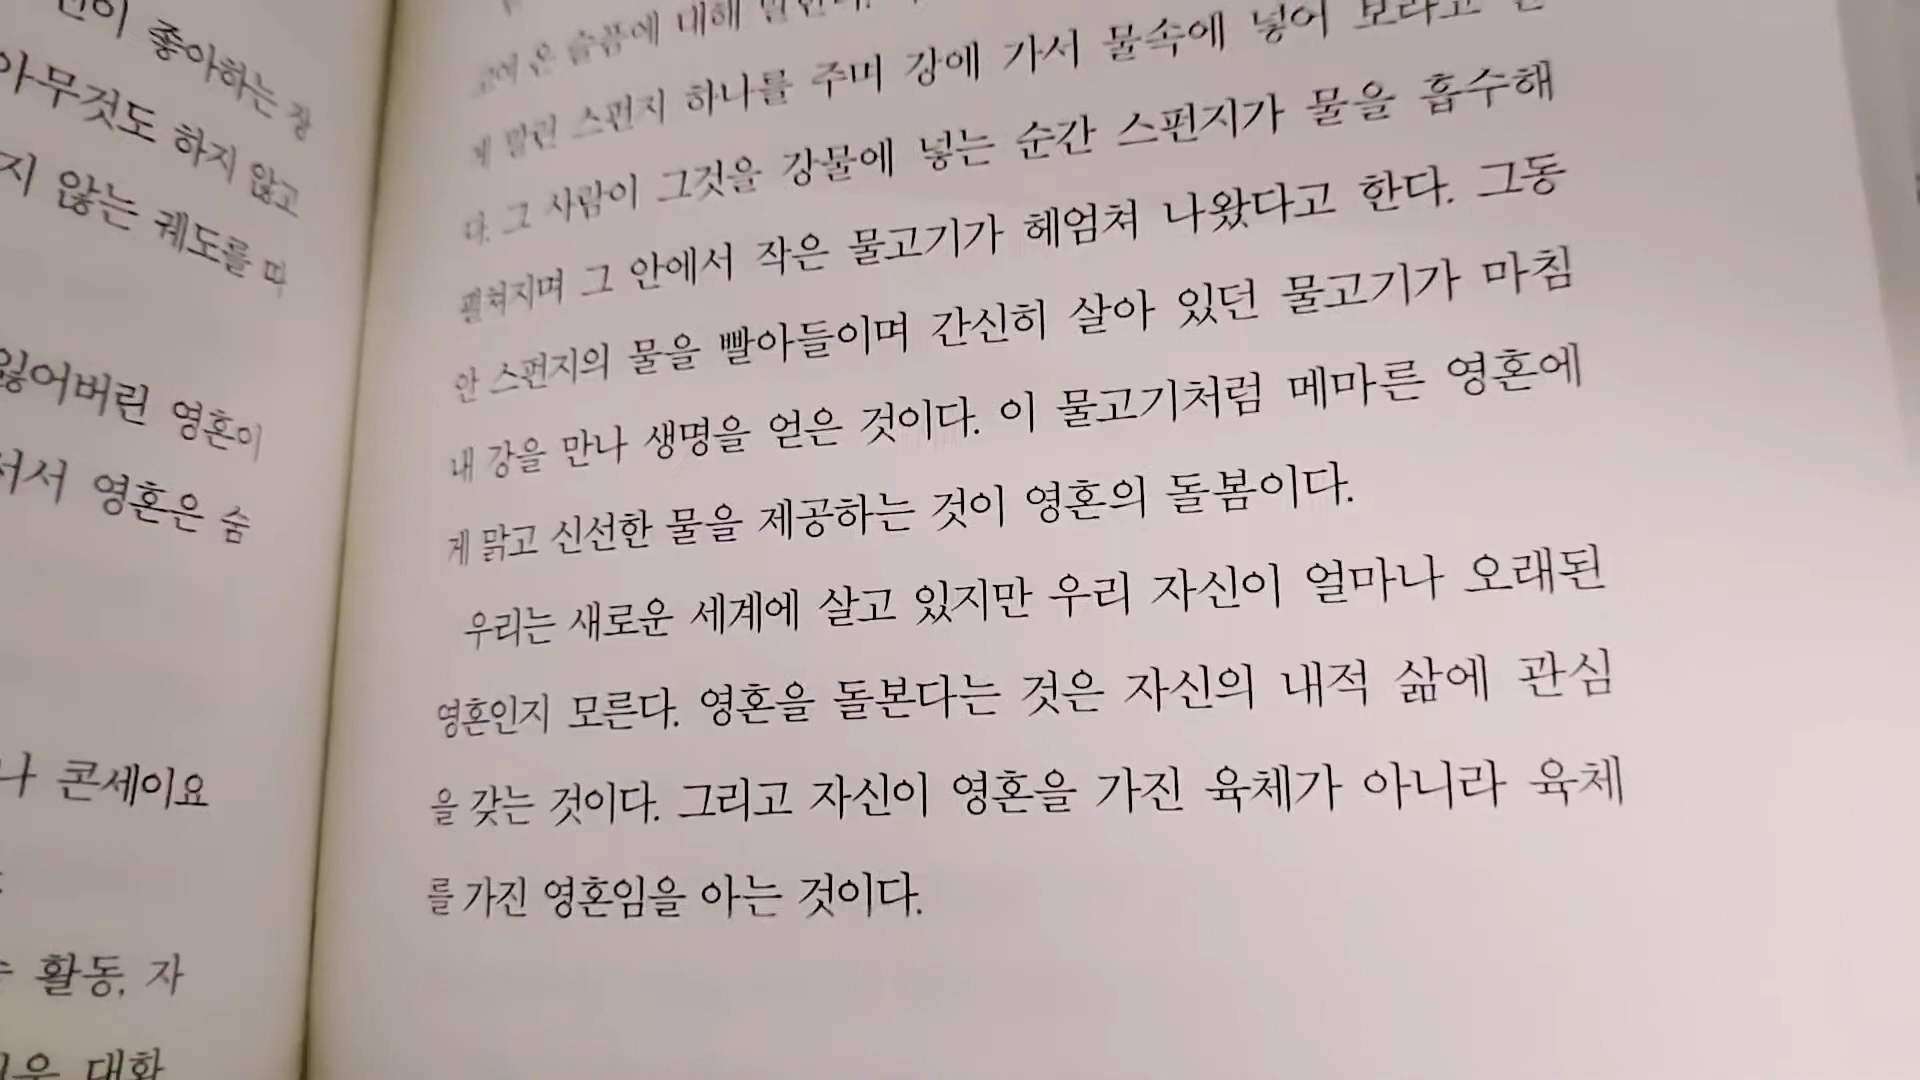 좋아하는 장
아무것도 하지 않고
지 않는 궤도를 따
잃어버린 영혼이
서서 영혼은 숨
나 콘세이요
활동, 자
대화
온 슬픔에 대해
게 말린 스펀지 하나를 주며 강에 가서 물속에 넣어 보라고
다. 그 사람이 그것을 강물에 넣는 순간 스펀지가 물을 흡수해
펼쳐지며 그 안에서 작은 물고기가 헤엄쳐 나왔다고 한다. 그동
안 스펀지의 물을 빨아들이며 간신히 살아 있던 물고기가 마침
내 강을 만나 생명을 얻은 것이다. 이 물고기처럼 메마른 영혼에
게 맑고 신선한 물을 제공하는 것이 영혼의 돌봄이다.
우리는 새로운 세계에 살고 있지만 우리 자신이 얼마나 오래된
영혼인지 모른다. 영혼을 돌본다는 것은 자신의 내적 삶에 관심
을 갖는 것이다. 그리고 자신이 영혼을 가진 육체가 아니라 육체
를 가진 영혼임을 아는 것이다.